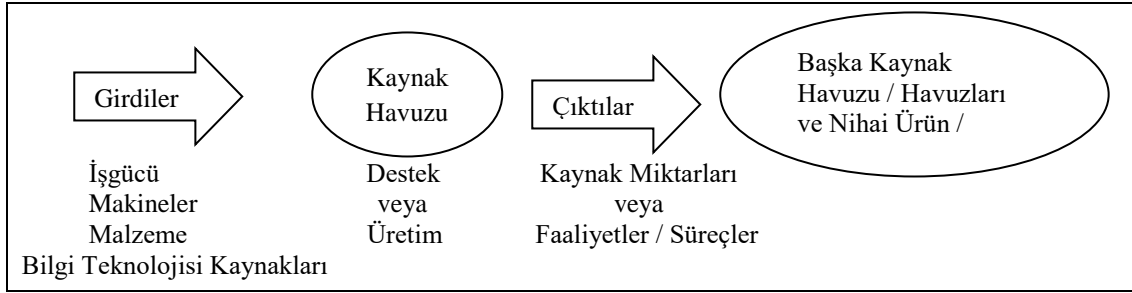 Girdiler
Kaynak
Havuzu
Çıktılar
Başka Kaynak
Havuzu / Havuzları
ve Nihai Ürün /
İşgücü
Makineler
Malzeme
Bilgi Teknolojisi Kaynakları
Destek
veya
Üretim
Kaynak Miktarları
veya
Faaliyetler / Süreçler